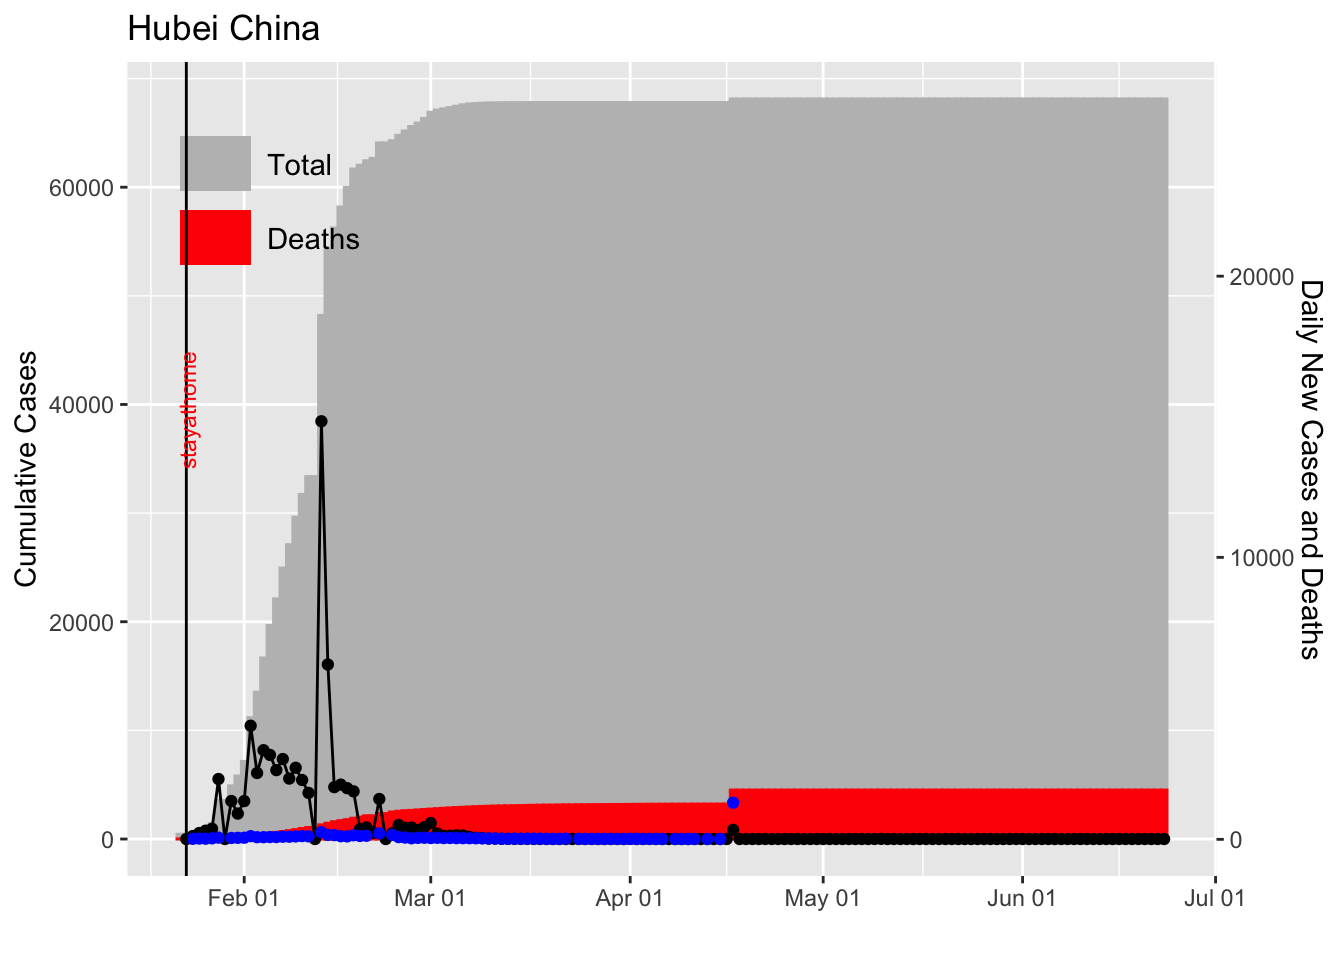 Hubei China
Total
Deaths
stayathome
Cumulative Cases
60000
40000
20000
0
20000
10000
0
Daily New Cases and Deaths
Feb 01
Mar 01
Apr 01
May 01
Jun 01
Jul 01